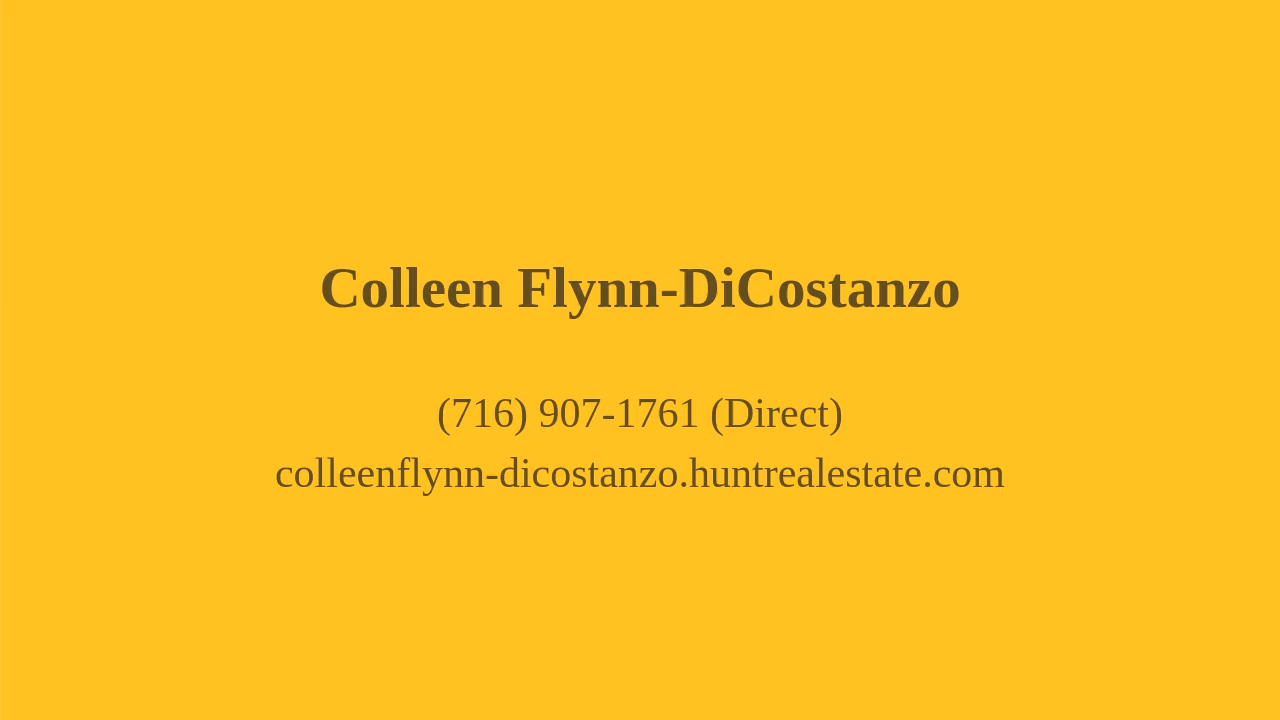 Colleen Flynn-DiCostanzo
(716) 907-1761 (Direct)
colleenflynn-dicostanzo.huntrealestate.com